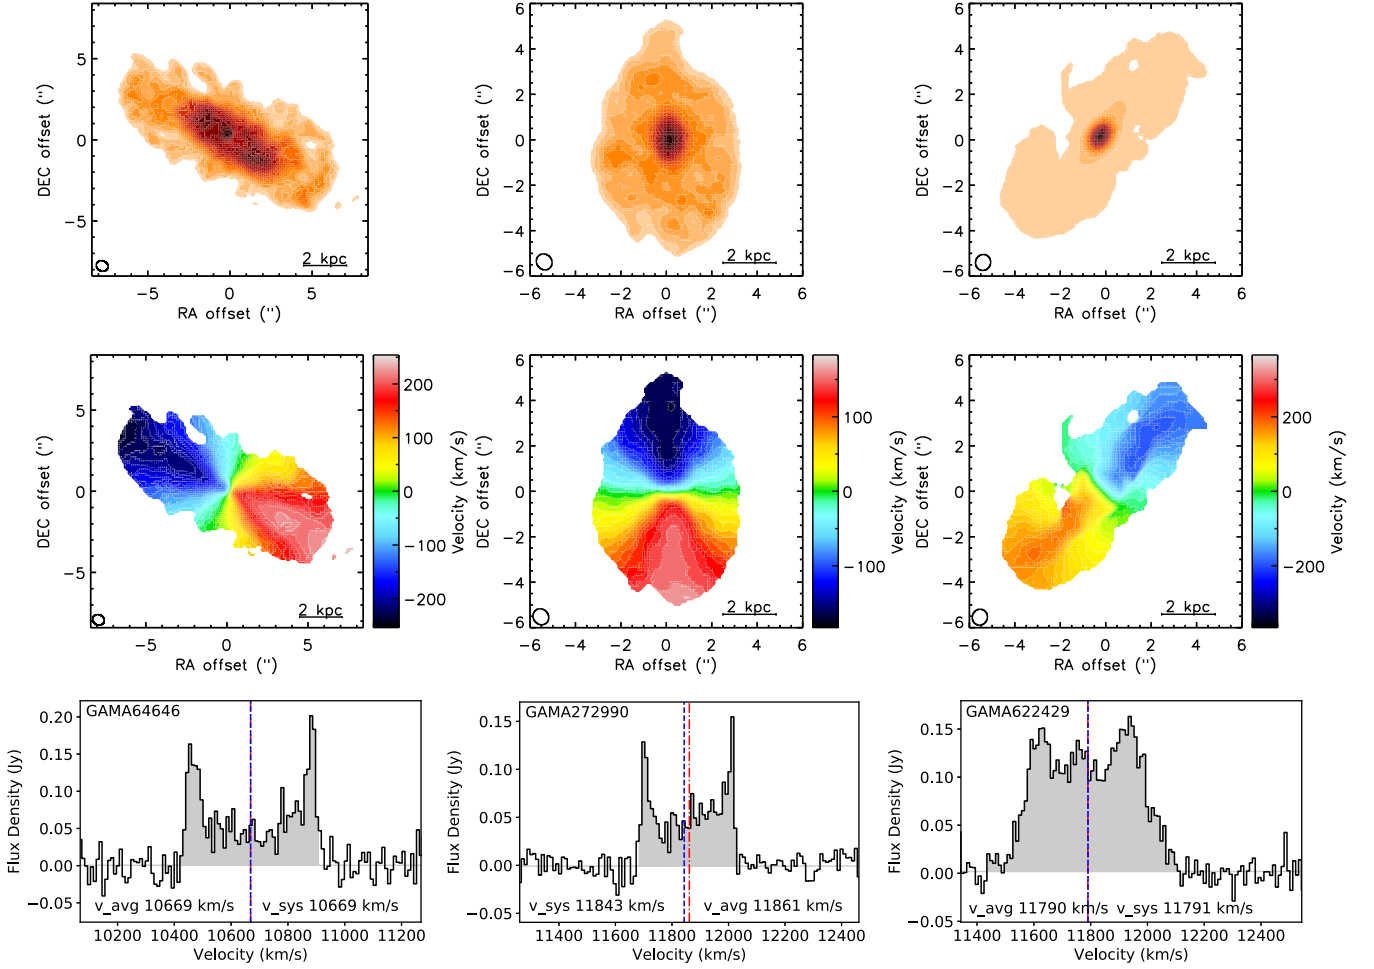 5
0
−5
DEC offset (")
2 kpc
−5 0 5
RA offset (")
6
4
2
0
−2
−4
−6
DEC offset (")
2 kpc
−6 −4 −2 0 2 4 6
RA offset (")
6
4
2
0
−2
−4
−6
DEC offset (")
2 kpc
−6 −4 −2 0 2 4 6
RA offset (")
5
0
−5
DEC offset (")
2 kpc
−5 0 5
RA offset (")
200
100
0
−100
−200
Velocity (km/s)
6
4
2
0
−2
−4
−6
DEC offset (")
2 kpc
−6 −4 −2 0 2 4 6
RA offset (")
100
0
−100
Velocity (km/s)
6
4
2
0
−2
−4
−6
DEC offset (")
2 kpc
−6 −4 −2 0 2 4 6
RA offset (")
200
0
−200
Velocity (km/s)
GAMA64646
0.20
0.15
0.10
0.05
0.00
−0.05
Flux Density (Jy)
v_avg 10669 km/s v_sys 10669 km/s
10200 10400 10600 10800 11000 11200
Velocity (km/s)
GAMA272990
0.15
0.10
0.05
0.00
−0.05
Flux Density (Jy)
v_sys 11843 km/s v_avg 11861 km/s
11400 11600 11800 12000 12200 12400
Velocity (km/s)
GAMA622429
0.15
0.10
0.05
0.00
−0.05
Flux Density (Jy)
v_avg 11790 km/s v_sys 11791 km/s
11400 11600 11800 12000 12200 12400
Velocity (km/s)